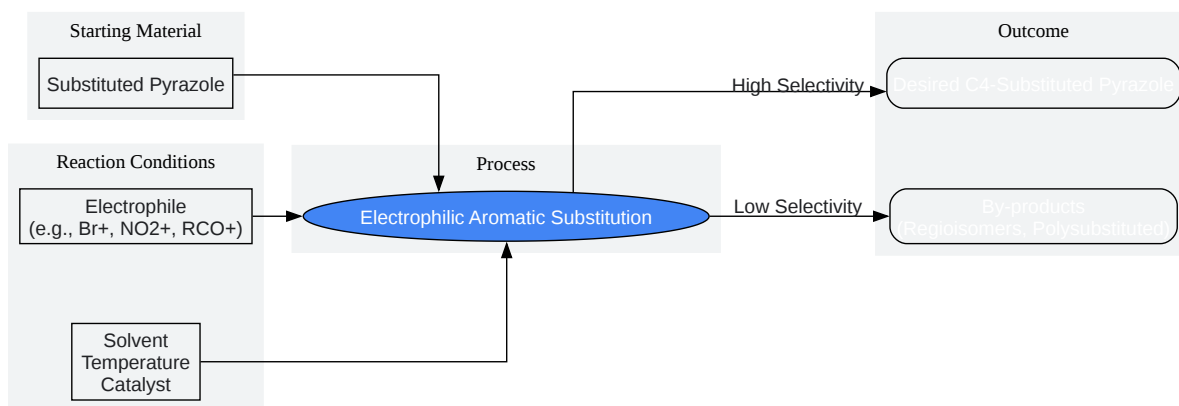 Starting Material
Substituted Pyrazole
Reaction Conditions
Electrophile
(e.g., Br+, NO2+, RCO+)
Solvent
Temperature
Catalyst
Process
Electrophilic Aromatic Substitution
High Selectivity
Low Selectivity
Outcome
Desired C4-Substituted Pyrazole
By-products
(Regioisomers, Polysubstituted)